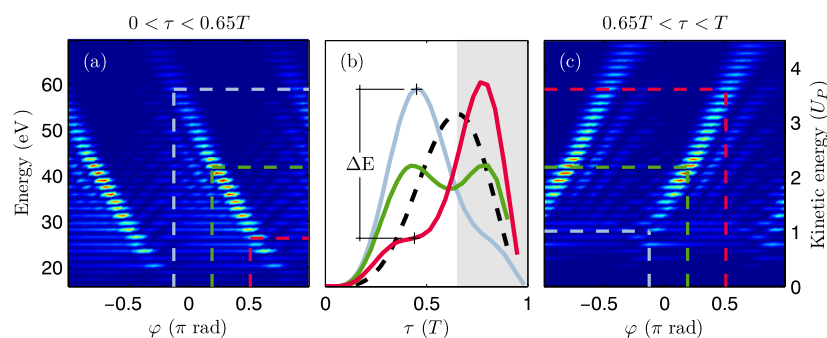 0 < τ < 0.65T
0.65T < τ < T
(a)
(b)
(c)
Energy (eV)
60
50
40
30
20
ΔE
4
3
2
1
0
Kinetic energy (U_P)
−0.5 0 0.5
0 0.5 1
−0.5 0 0.5
φ (π rad)
τ (T)
φ (π rad)